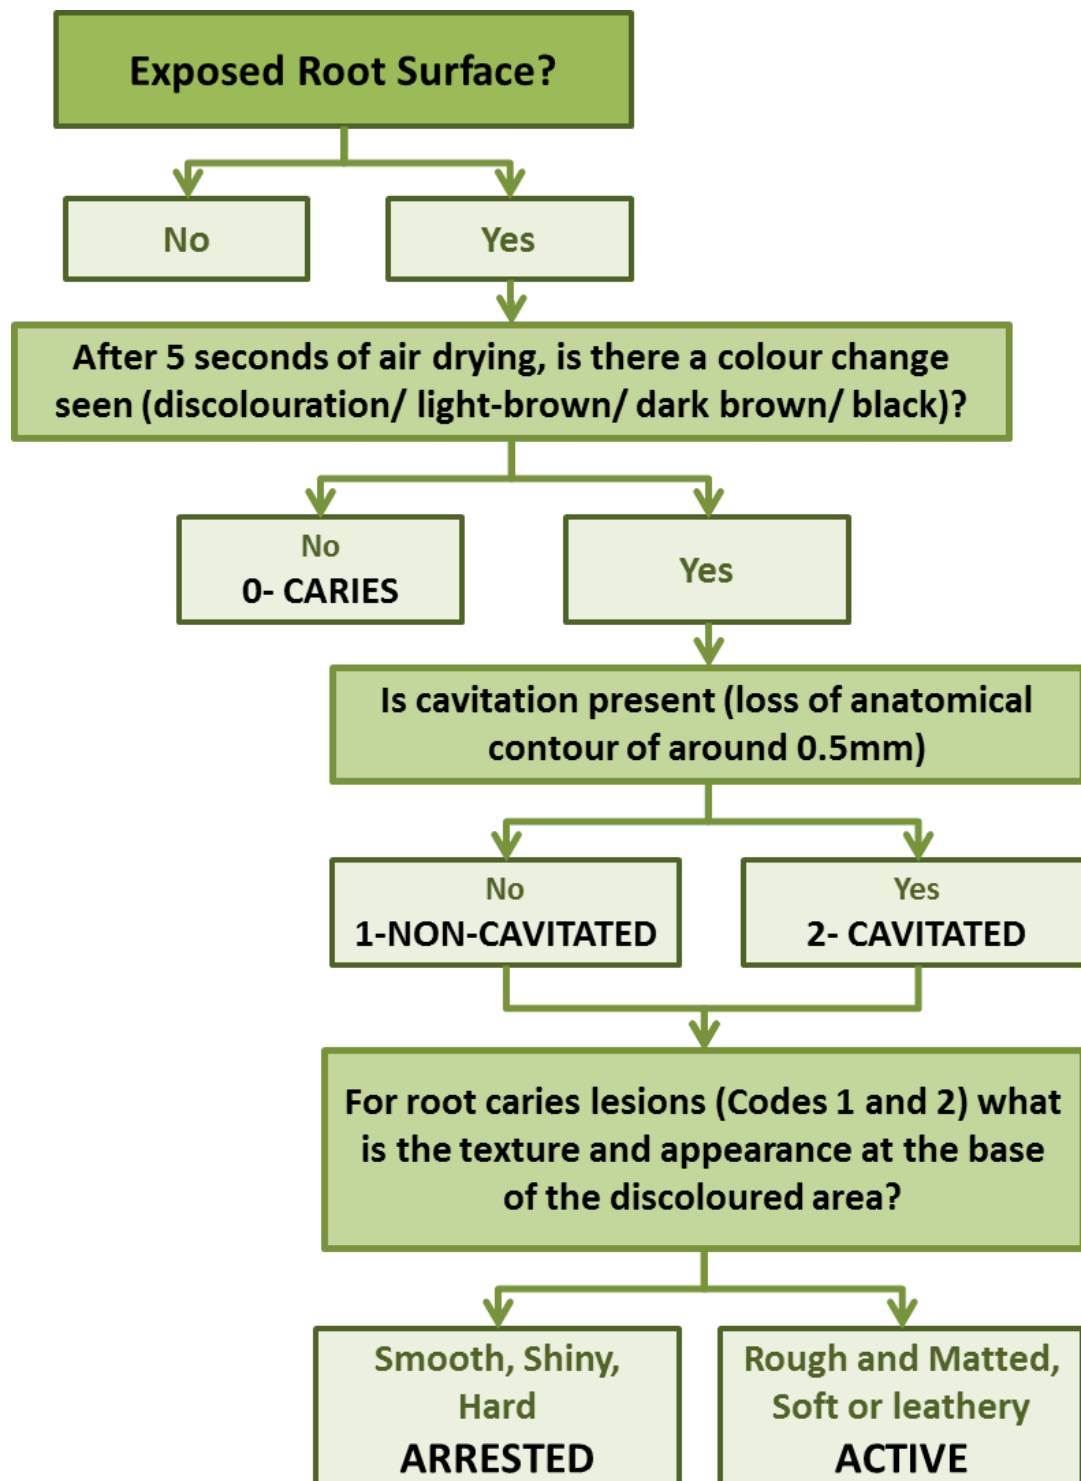 Exposed Root Surface?
No
Yes
After 5 seconds of air drying, is there a colour change
seen (discolouration/ light-brown/ dark brown/ black)?
No
0- CARIES
Yes
Is cavitation present (loss of anatomical
contour of around 0.5mm)
No
1-NON-CAVITATED
Yes
2- CAVITATED
For root caries lesions (Codes 1 and 2) what
is the texture and appearance at the base
of the discoloured area?
Smooth, Shiny,
Hard
ARRESTED
Rough and Matted,
Soft or leathery
ACTIVE